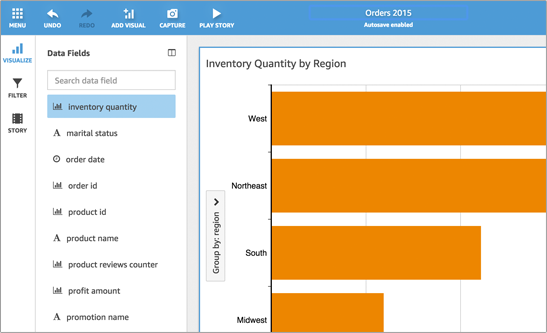 MENU
UNDO
REDO
ADD VISUAL
CAPTURE
PLAY STORY
Orders 2015
Autosave enabled
VISUALIZE
FILTER
STORY
Data Fields
Search data field
inventory quantity
A marital status
order date
order id
product id
A product name
product reviews counter
profit amount
A promotion name
Inventory Quantity by Region
Group by: region
West
Northeast
South
Midwest